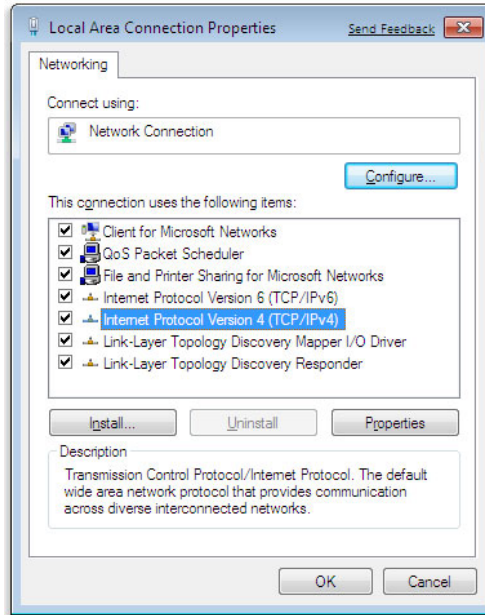 Local Area Connection Properties Send Feedback
Networking
Connect using:
Network Connection
Configure...
This connection uses the following items:
Client for Microsoft Networks
QoS Packet Scheduler
File and Printer Sharing for Microsoft Networks
Internet Protocol Version 6 (TCP/IPv6)
Internet Protocol Version 4 (TCP/IPv4)
Link-Layer Topology Discovery Mapper I/O Driver
Link-Layer Topology Discovery Responder
Install... Uninstall Properties
Description
Transmission Control Protocol/Internet Protocol. The default
wide area network protocol that provides communication
across diverse interconnected networks.
OK Cancel